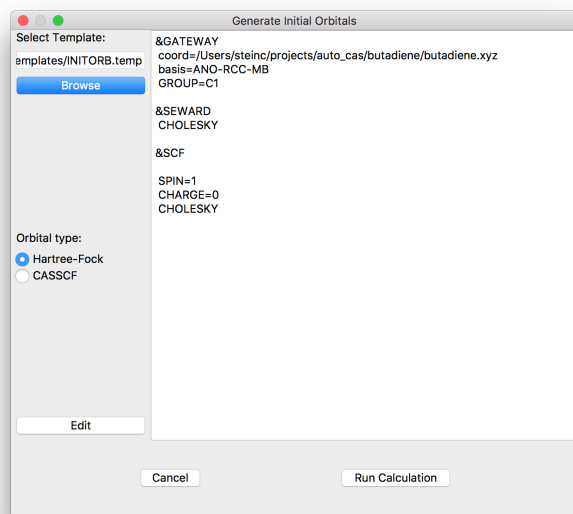 Generate Initial Orbitals
Select Template:
emplates/INITORB.temp
Browse
Orbital type:
Hartree-Fock
CASSCF
Edit
&GATEWAY
coord=/Users/steinc/projects/auto_cas/butadiene/butadiene.xyz
basis=ANO-RCC-MB
GROUP=C1
&SEWARD
CHOLESKY
&SCF
SPIN=1
CHARGE=0
CHOLESKY
Cancel
Run Calculation